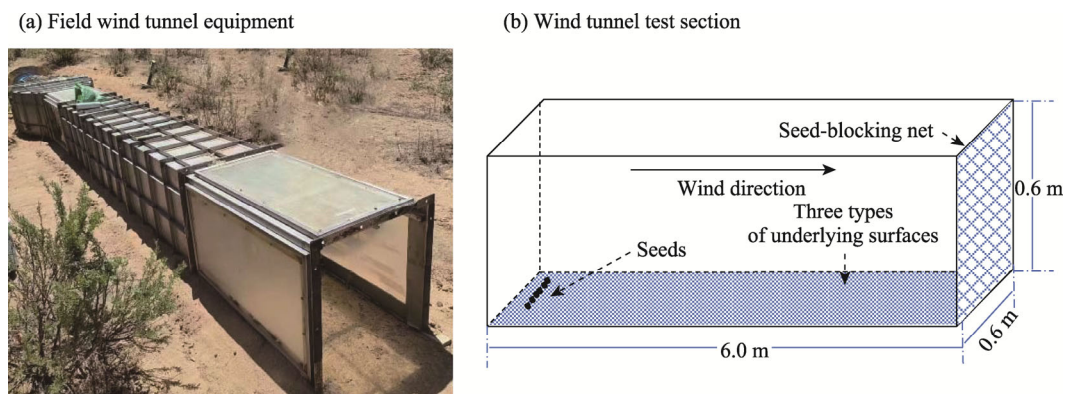 (a) Field wind tunnel equipment
(b) Wind tunnel test section
Seed-blocking net
Wind direction
0.6 m
Three types
of underlying surfaces
Seeds
0.6 m
6.0 m